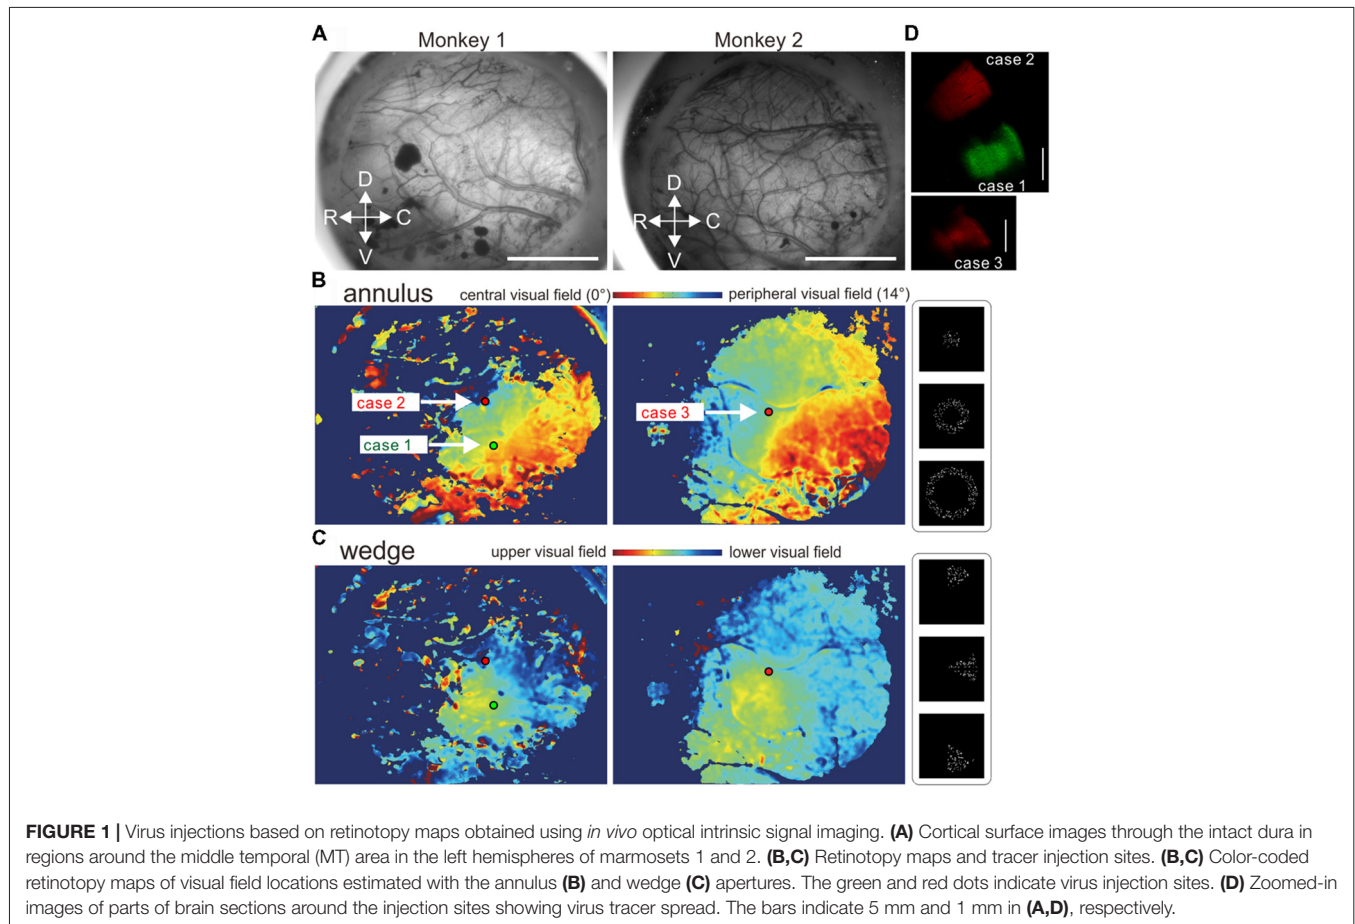 A
Monkey 1
Monkey 2
D
case 2
case 1
case 3
D
R C
V
D
R C
V
B
annulus
central visual field (0°)
peripheral visual field (14°)
case 2
case 1
case 3
C
wedge
upper visual field
lower visual field
FIGURE 1 | Virus injections based on retinotopy maps obtained using in vivo optical intrinsic signal imaging. (A) Cortical surface images through the intact dura in
regions around the middle temporal (MT) area in the left hemispheres of marmosets 1 and 2. (B,C) Retinotopy maps and tracer injection sites. (B,C) Color-coded
retinotopy maps of visual field locations estimated with the annulus (B) and wedge (C) apertures. The green and red dots indicate virus injection sites. (D) Zoomed-in
images of parts of brain sections around the injection sites showing virus tracer spread. The bars indicate 5 mm and 1 mm in (A,D), respectively.